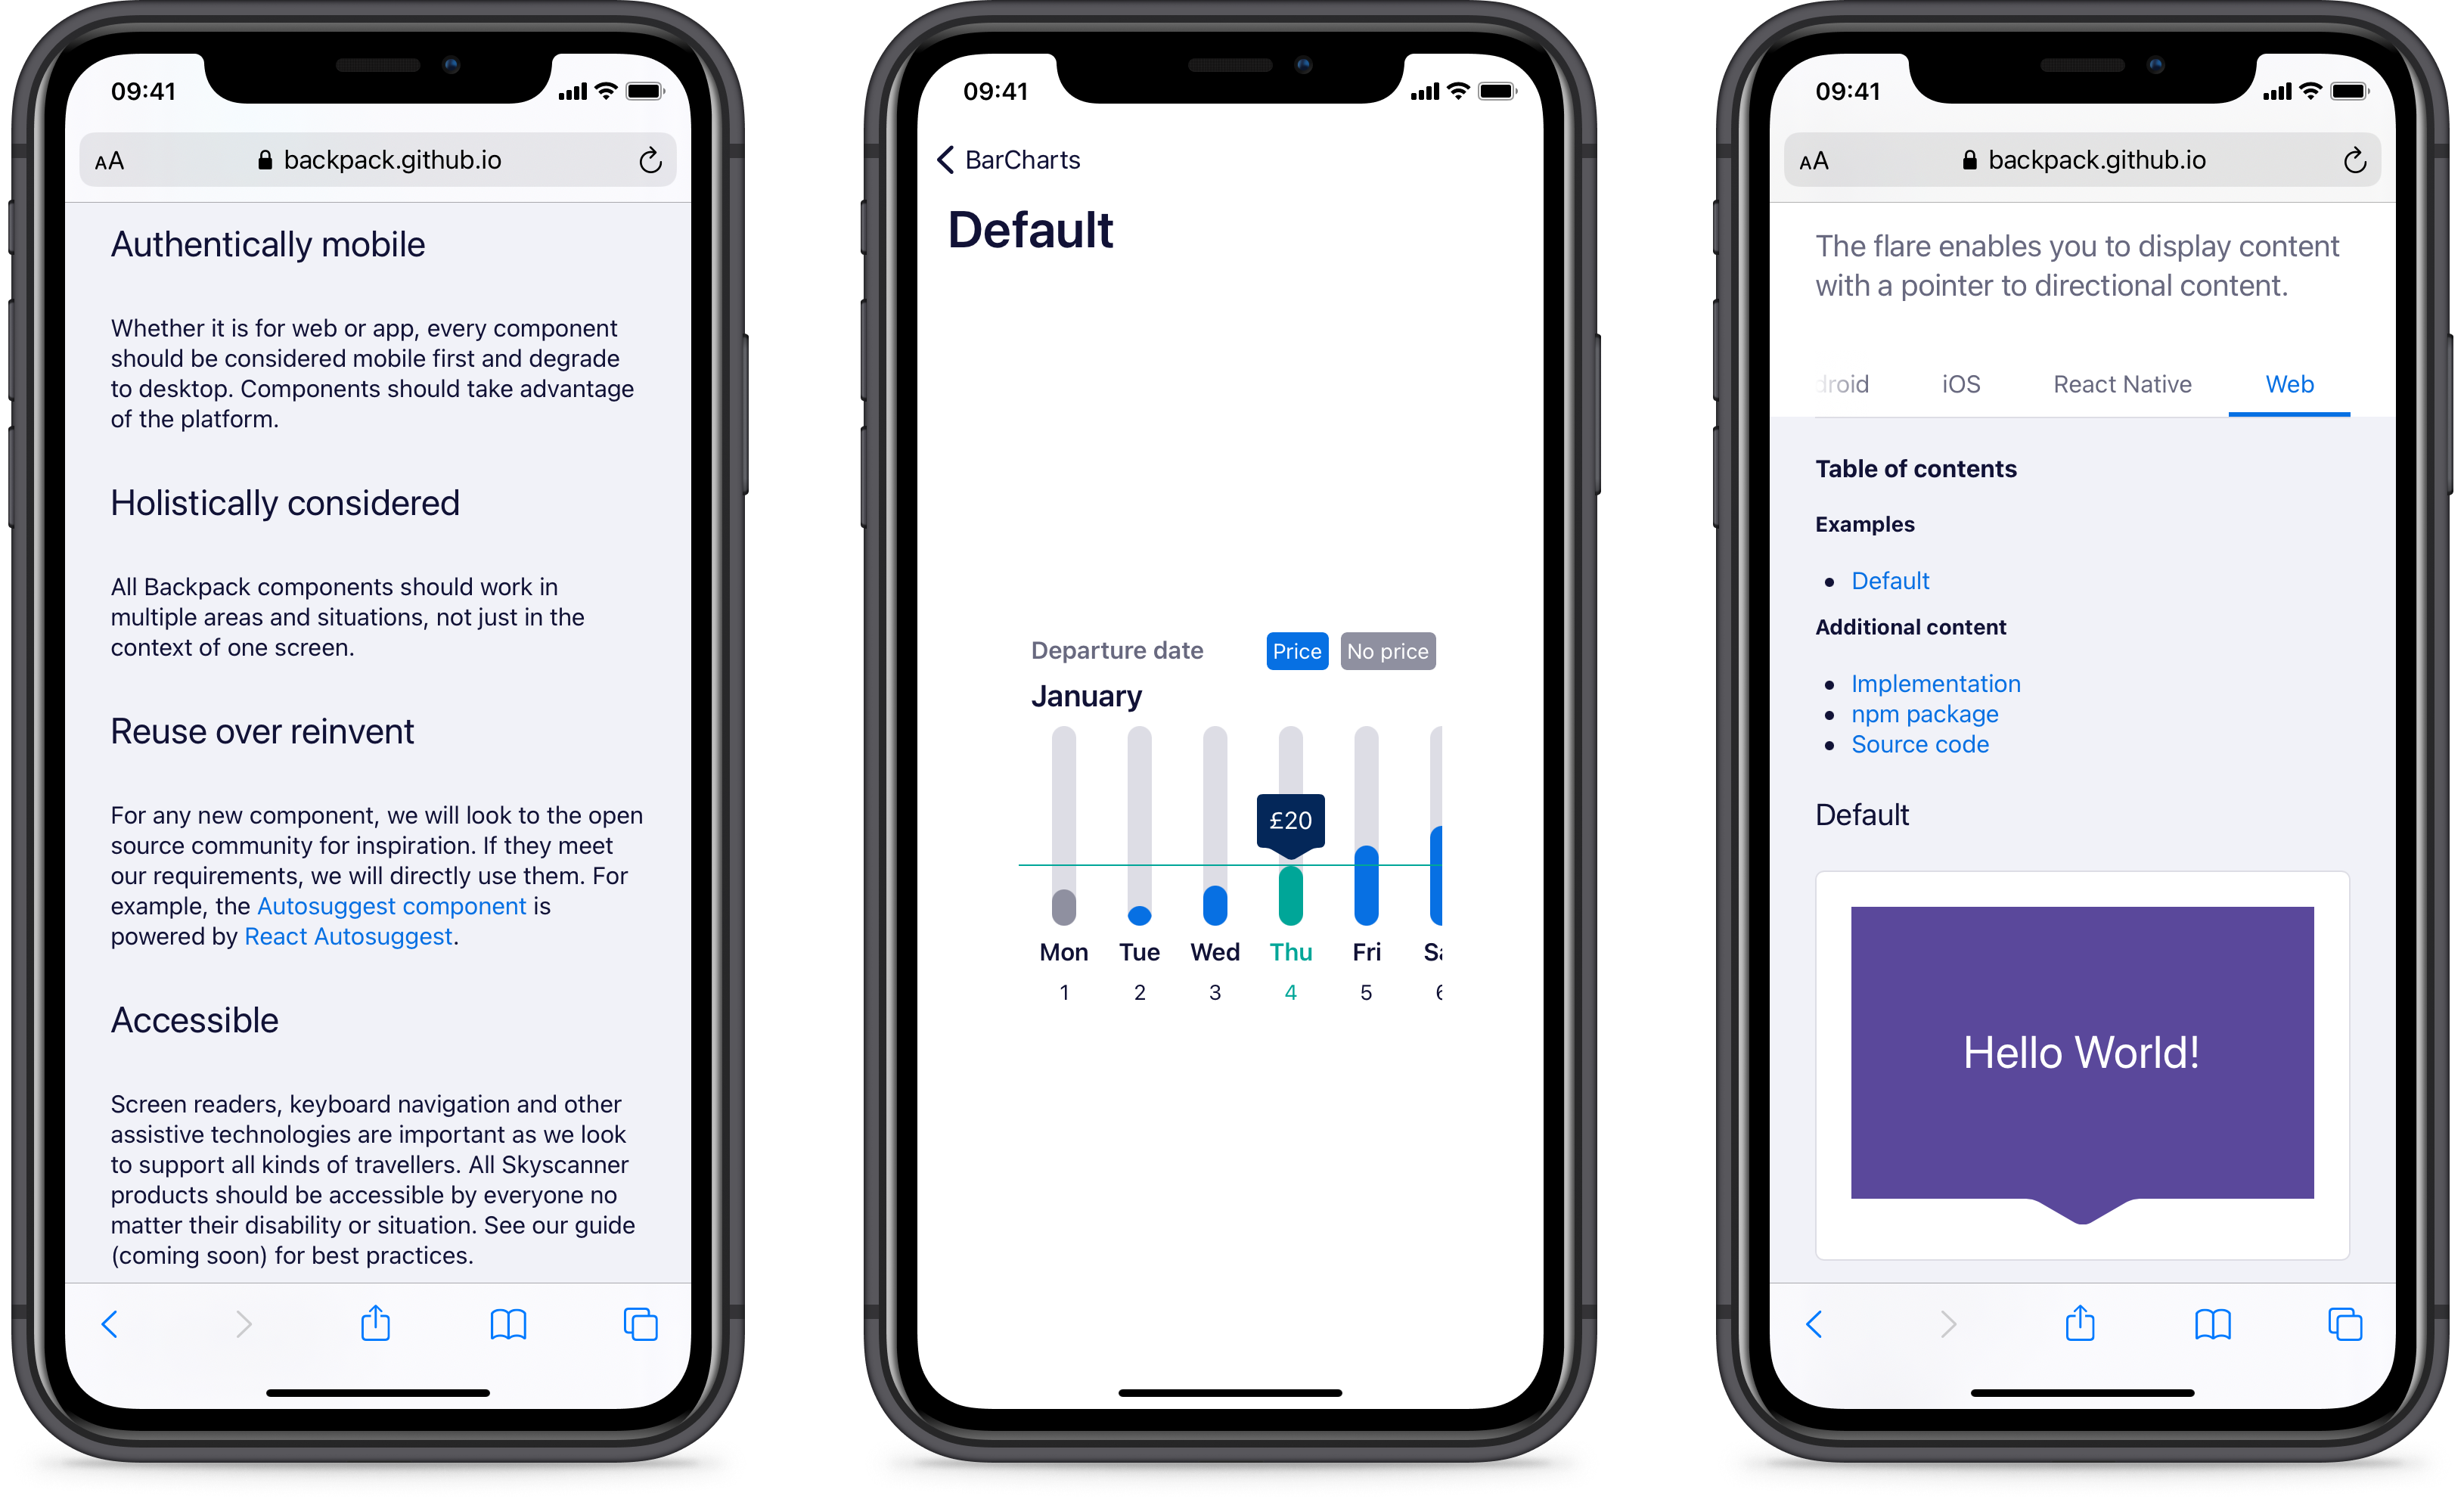 09:41
AA backpack.github.io
Authentically mobile
Whether it is for web or app, every component
should be considered mobile first and degrade
to desktop. Components should take advantage
of the platform.
Holistically considered
All Backpack components should work in
multiple areas and situations, not just in the
context of one screen.
Reuse over reinvent
For any new component, we will look to the open
source community for inspiration. If they meet
our requirements, we will directly use them. For
example, the Autosuggest component is
powered by React Autosuggest.
Accessible
Screen readers, keyboard navigation and other
assistive technologies are important as we look
to support all kinds of travellers. All Skyscanner
products should be accessible by everyone no
matter their disability or situation. See our guide
(coming soon) for best practices.
09:41
BarCharts
Default
Departure date Price No price
January
£20
Mon Tue Wed Thu Fri
1 2 3 4 5
09:41
AA backpack.github.io
The flare enables you to display content
with a pointer to directional content.
droid iOS React Native Web
Table of contents
Examples
• Default
Additional content
• Implementation
• npm package
• Source code
Default
Hello World!